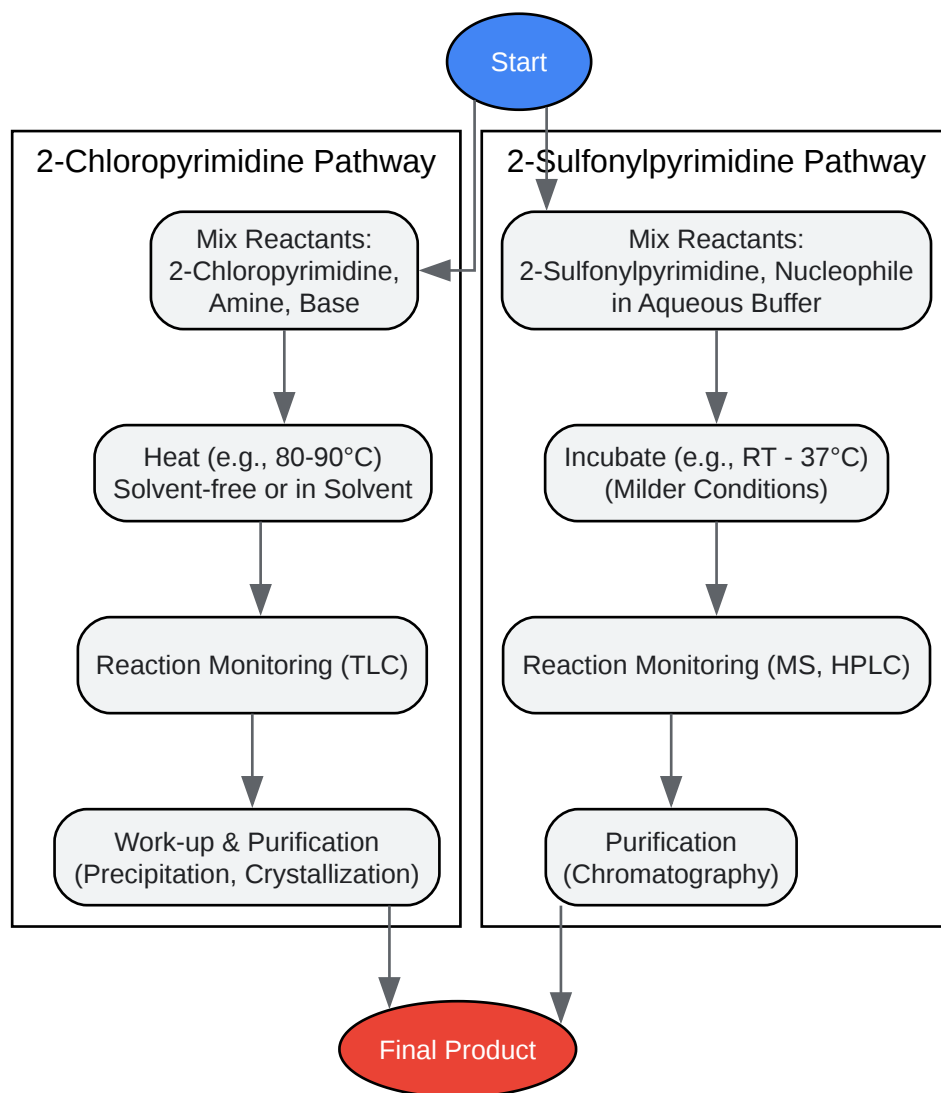 Start
2-Chloropyrimidine Pathway
Mix Reactants:
2-Chloropyrimidine,
Amine, Base
Heat (e.g., 80-90°C)
Solvent-free or in Solvent
Reaction Monitoring (TLC)
Work-up & Purification
(Precipitation, Crystallization)
2-Sulfonylpyrimidine Pathway
Mix Reactants:
2-Sulfonylpyrimidine, Nucleophile
in Aqueous Buffer
Incubate (e.g., RT - 37°C)
(Milder Conditions)
Reaction Monitoring (MS, HPLC)
Purification
(Chromatography)
Final Product